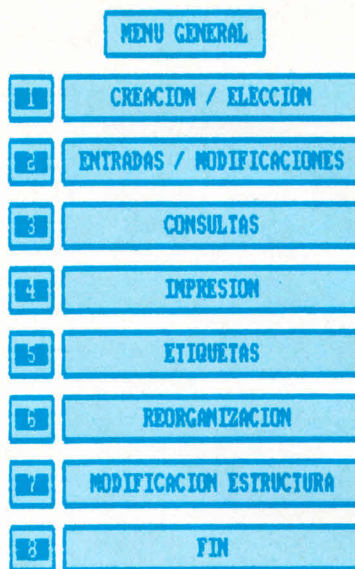 MENU GENERAL
1 CREACION / ELECCION
2 ENTRADAS / MODIFICACIONES
3 CONSULTAS
4 IMPRESION
5 ETIQUETAS
6 REORGANIZACION
7 MODIFICACION ESTRUCTURA
8 FIN